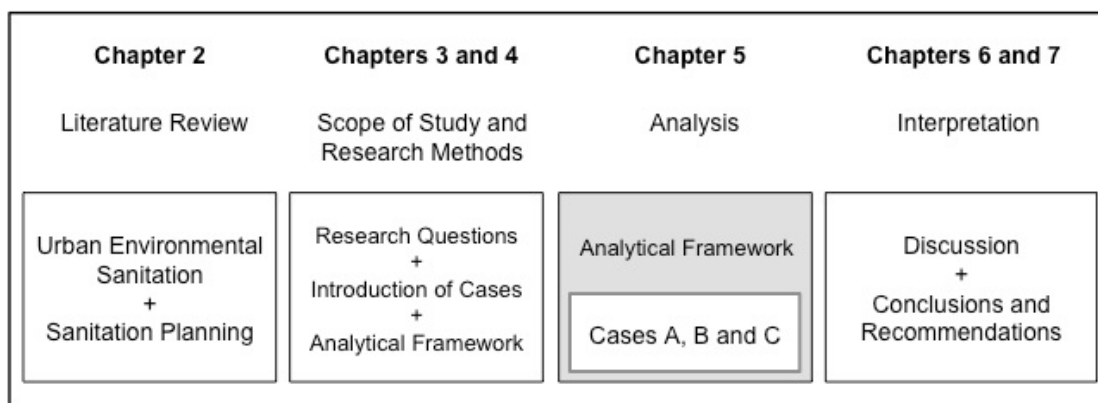 Chapter 2
Literature Review
Urban Environmental
Sanitation
+
Sanitation Planning
Chapters 3 and 4
Scope of Study and
Research Methods
Research Questions
+
Introduction of Cases
+
Analytical Framework
Chapter 5
Analysis
Analytical Framework
Cases A, B and C
Chapters 6 and 7
Interpretation
Discussion
+
Conclusions and
Recommendations